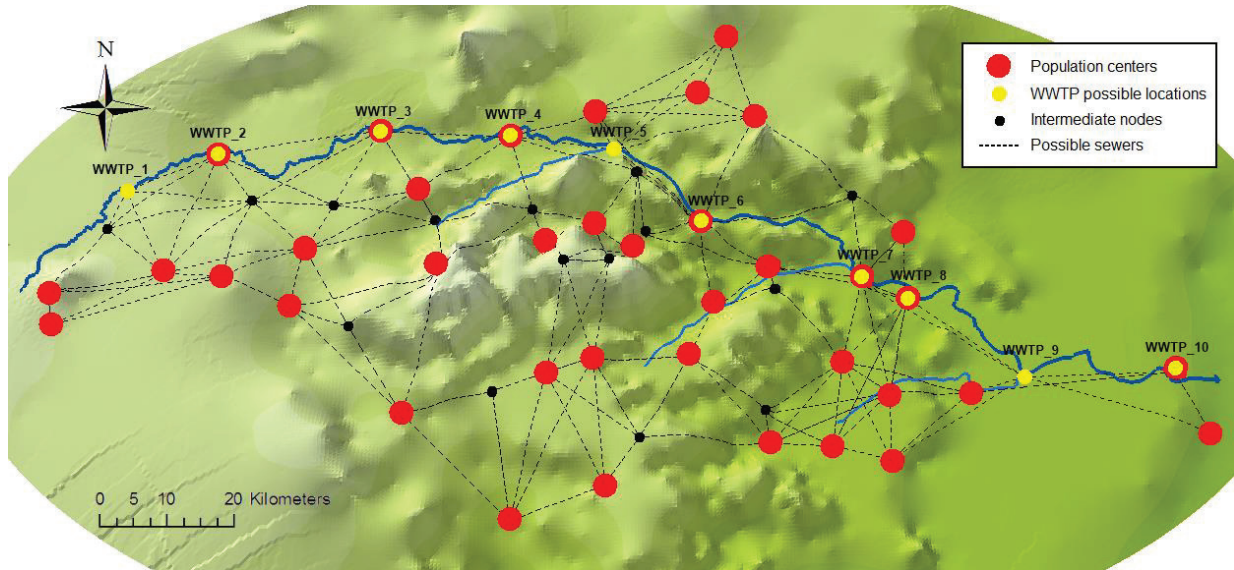 N
WWTP_1
WWTP_2
WWTP_3
WWTP_4
WWTP_5
WWTP_6
WWTP_7
WWTP_8
WWTP_9
WWTP_10
Population centers
WWTP possible locations
Intermediate nodes
Possible sewers
0 5 10 20 Kilometers